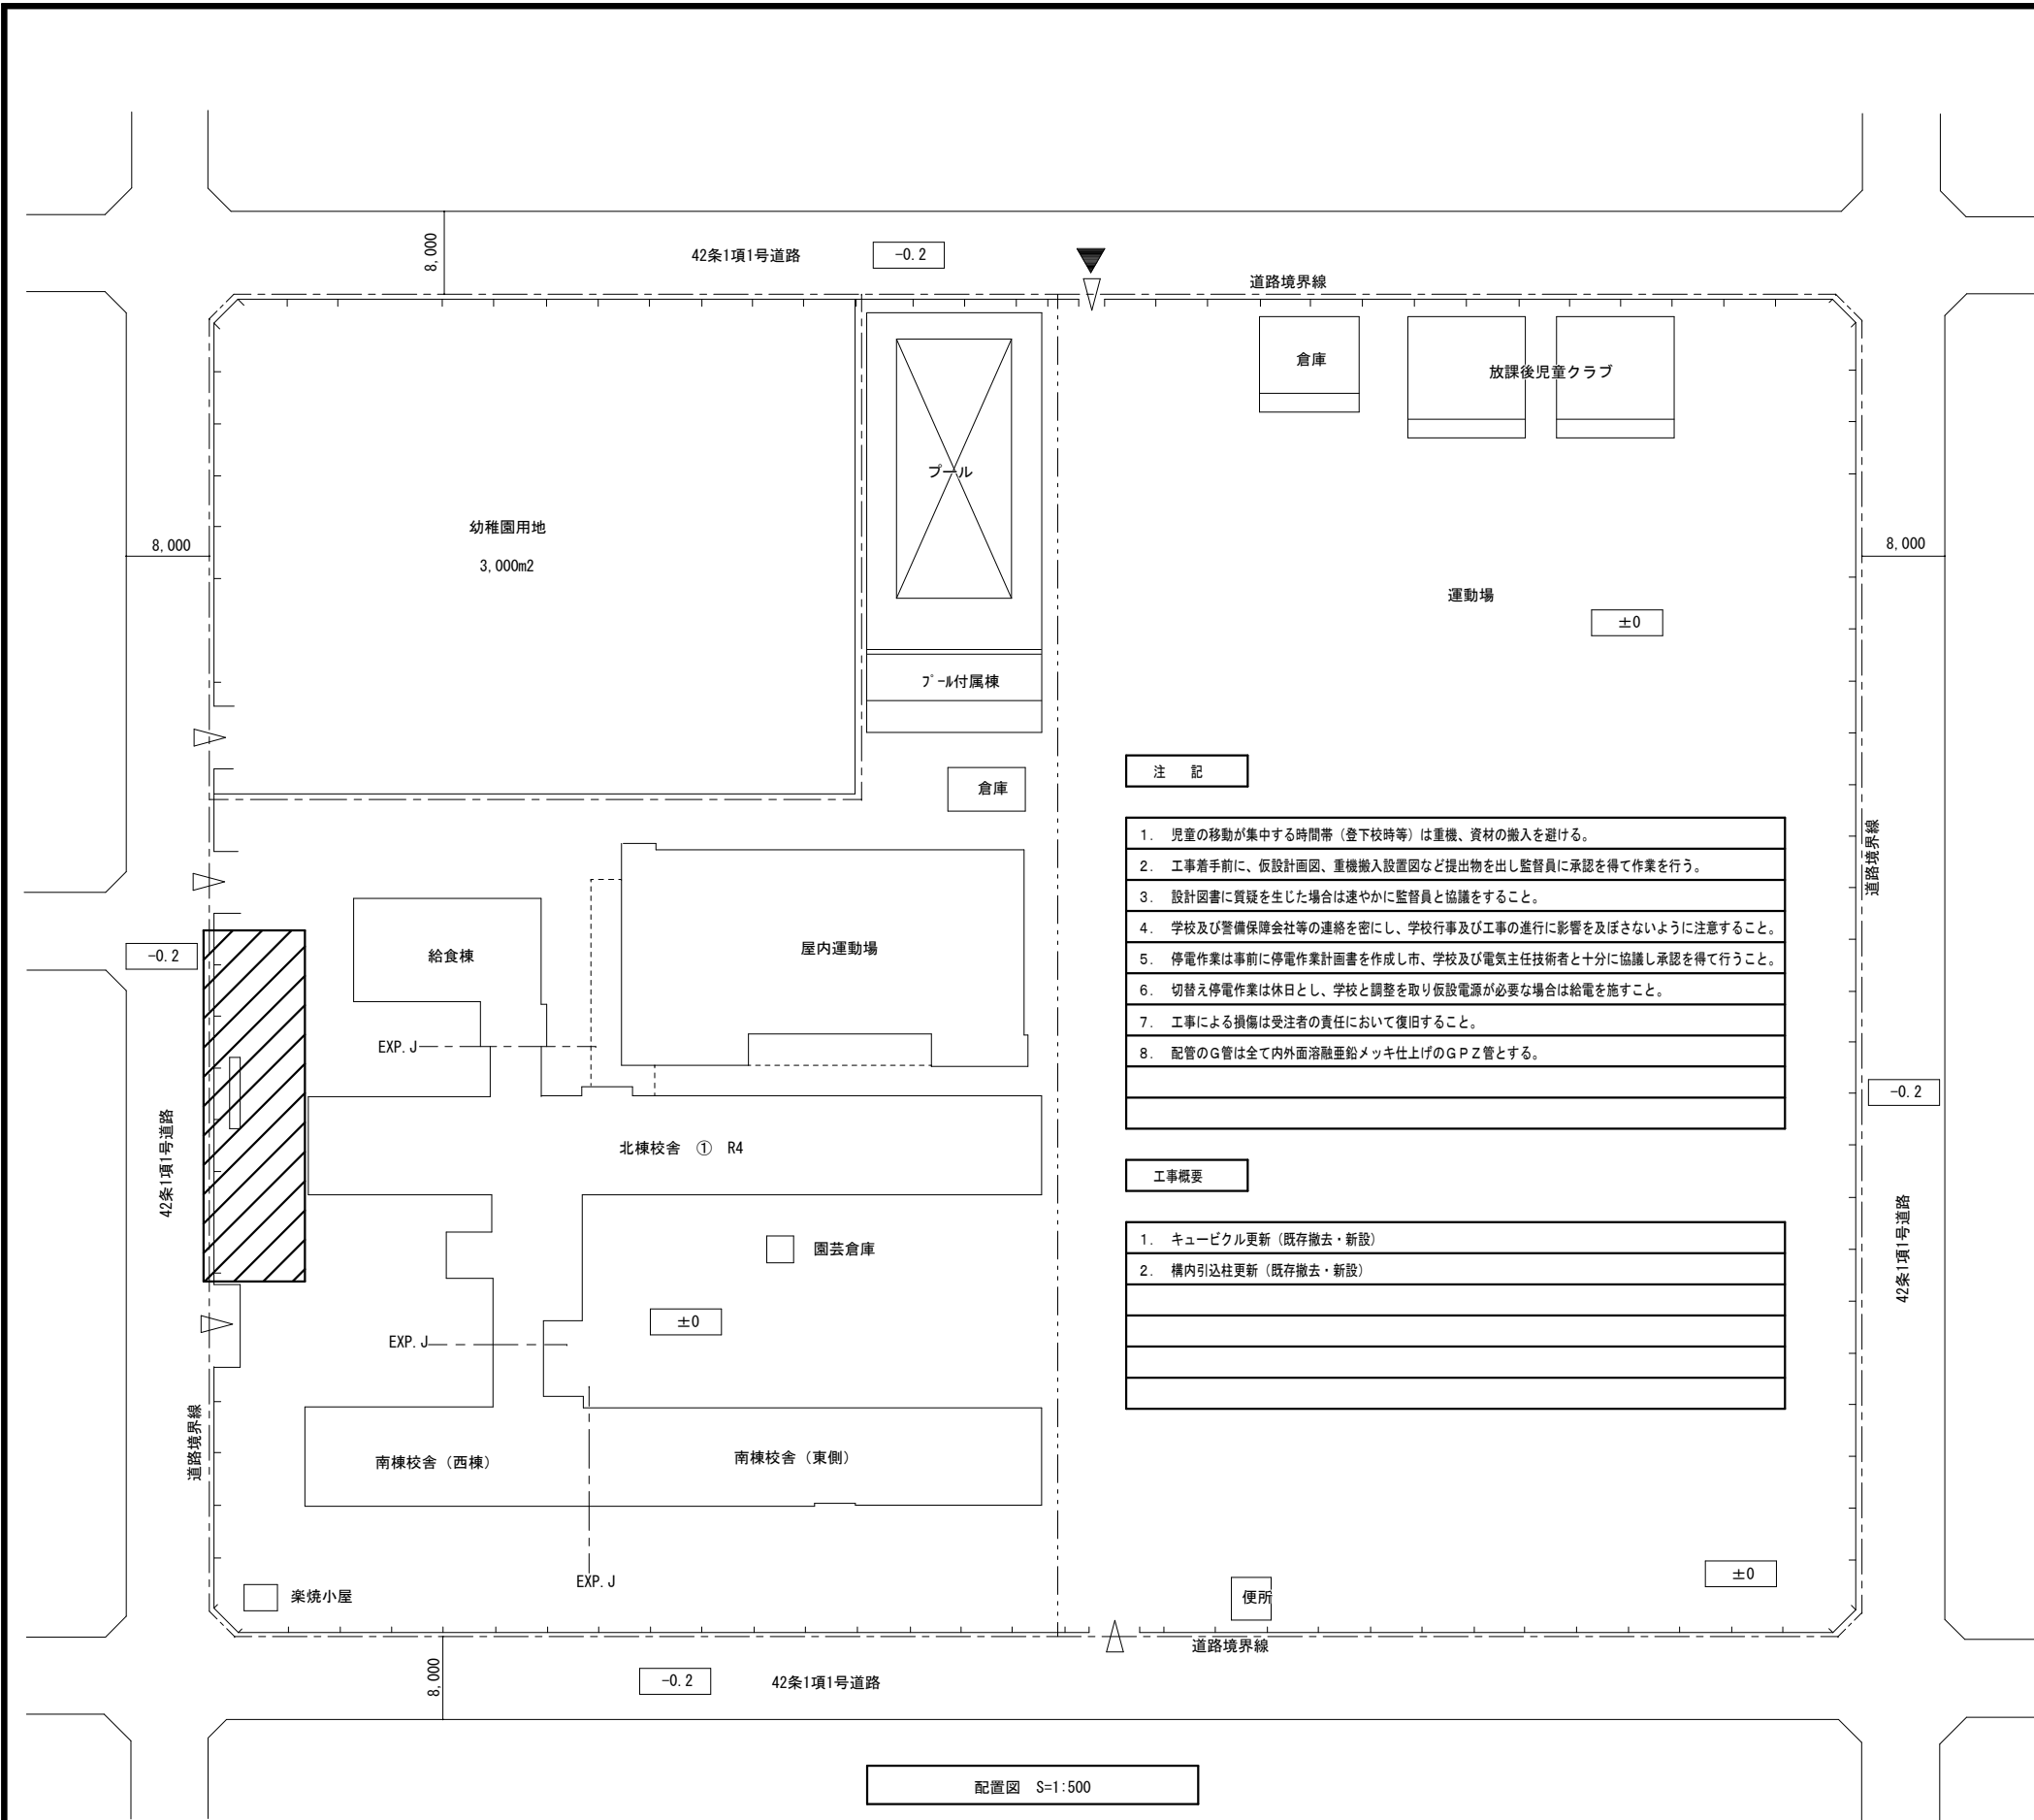 8,000
42条1項1号道路
-0.2
道路境界線
倉庫
放課後児童クラブ
プール
幼稚園用地
3,000m2
8,000
8,000
運動場
±0
プール付属棟
倉庫
注　記
1. 児童の移動が集中する時間帯（登下校時等）は重機、資材の搬入を避ける。
2. 工事着手前に、仮設計画図、重機搬入設置図など提出物を出し監督員に承認を得て作業を行う。
3. 設計図書に質疑を生じた場合は速やかに監督員と協議をすること。
4. 学校及び警備保障会社等の連絡を密にし、学校行事及び工事の進行に影響を及ぼさないように注意すること。
5. 停電作業は事前に停電作業計画書を作成し市、学校及び電気主任技術者と十分に協議し承認を得て行うこと。
6. 切替え停電作業は休日とし、学校と調整を取り仮設電源が必要な場合は給電を施すこと。
7. 工事による損傷は受注者の責任において復旧すること。
8. 配管のG管は全て内外面溶融亜鉛メッキ仕上げのGPZ管とする。
道路境界線
-0.2
給食棟
屋内運動場
EXP.J
-0.2
42条1項1号道路
北棟校舎　①　R4
工事概要
1. キュービクル更新（既存撤去・新設）
2.構内引込柱更新（既存撤去・新設）
42条1項1号道路
園芸倉庫
±0
EXP.J
道路境界線
南棟校舎（西棟）
南棟校舎（東側）
EXP.J
楽焼小屋
便所
±0
道路境界線
8,000
-0.2
42条1項1号道路
配置図　S=1:500